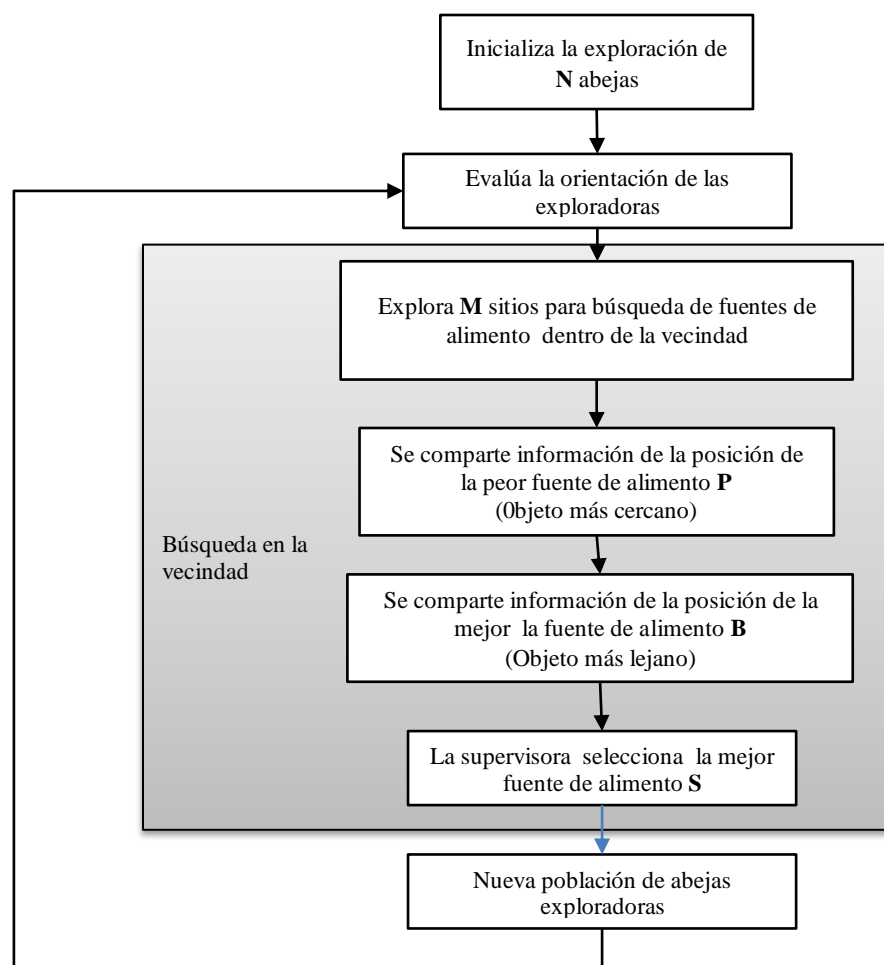 Inicializa la exploración de
N abejas
Evalúa la orientación de las
exploradoras
Explora M sitios para búsqueda de fuentes de
alimento dentro de la vecindad
Se comparte información de la posición de
la peor fuente de alimento P
(0bjeto más cercano)
Búsqueda en la
vecindad
Se comparte información de la posición de la
mejor la fuente de alimento B
(Objeto más lejano)
La supervisora selecciona la mejor
fuente de alimento S
Nueva población de abejas
exploradoras